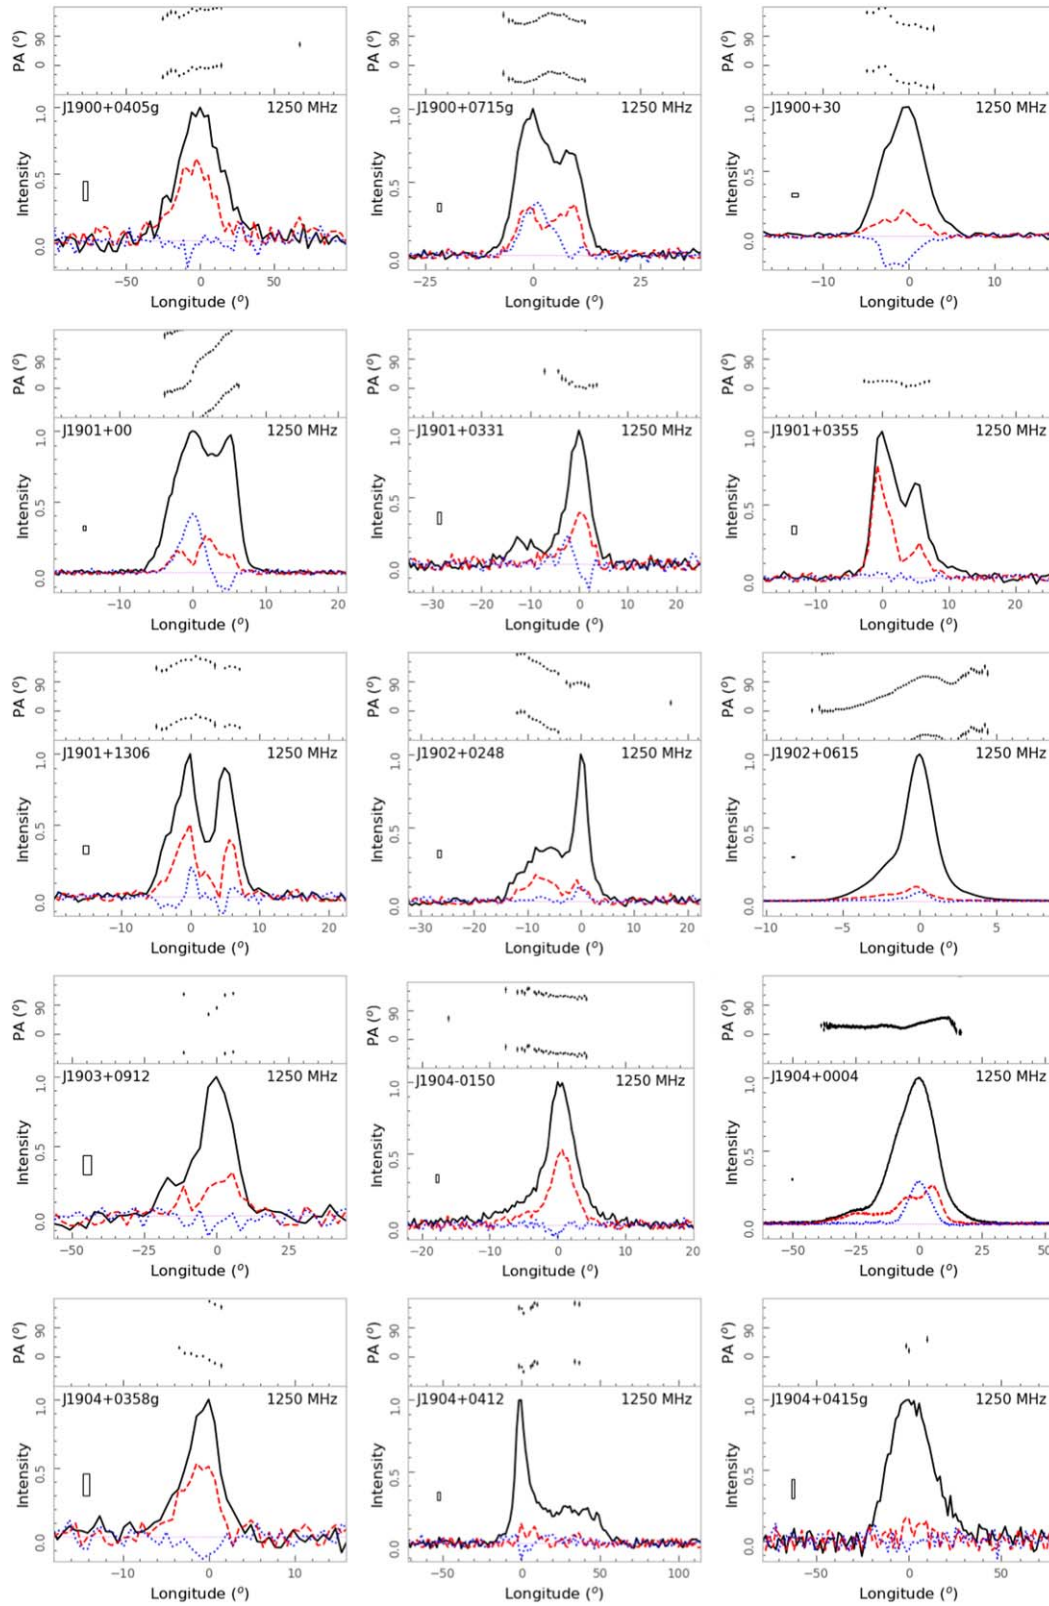 PA (°)
90
0
PA (°)
90
0
PA (°)
90
0
J1900+0405g 1250 MHz
J1900+0715g 1250 MHz
J1900+30 1250 MHz
Intensity
1.0
0.5
0.0
Intensity
1.0
0.5
0.0
Intensity
1.0
0.5
0.0
−50 0 50
−25 0 25
−10 0 10
Longitude (°)
Longitude (°)
Longitude (°)
PA (°)
90
0
PA (°)
90
0
PA (°)
90
0
J1901+00 1250 MHz
J1901+0331 1250 MHz
J1901+0355 1250 MHz
Intensity
1.0
0.5
0.0
Intensity
1.0
0.5
0.0
Intensity
1.0
0.5
0.0
−10 0 10 20
−30 −20 −10 0 10 20
−10 0 10 20
Longitude (°)
Longitude (°)
Longitude (°)
PA (°)
90
0
PA (°)
90
0
PA (°)
90
0
J1901+1306 1250 MHz
J1902+0248 1250 MHz
J1902+0615 1250 MHz
Intensity
1.0
0.5
0.0
Intensity
1.0
0.5
0.0
Intensity
1.0
0.5
0.0
−10 0 10 20
−30 −20 −10 0 10 20
−10 −5 0 5
Longitude (°)
Longitude (°)
Longitude (°)
PA (°)
90
0
PA (°)
90
0
PA (°)
90
0
J1903+0912 1250 MHz
J1904-0150 1250 MHz
J1904+0004 1250 MHz
Intensity
1.0
0.5
0.0
Intensity
1.0
0.5
0.0
Intensity
1.0
0.5
0.0
−50 −25 0 25
−20 −10 0 10 20
−50 −25 0 25 50
Longitude (°)
Longitude (°)
Longitude (°)
PA (°)
90
0
PA (°)
90
0
PA (°)
90
0
J1904+0358g 1250 MHz
J1904+0412 1250 MHz
J1904+0415g 1250 MHz
Intensity
1.0
0.5
0.0
Intensity
1.0
0.5
0.0
Intensity
1.0
0.5
0.0
−10 0 10
−50 0 50 100
−50 0 50
Longitude (°)
Longitude (°)
Longitude (°)